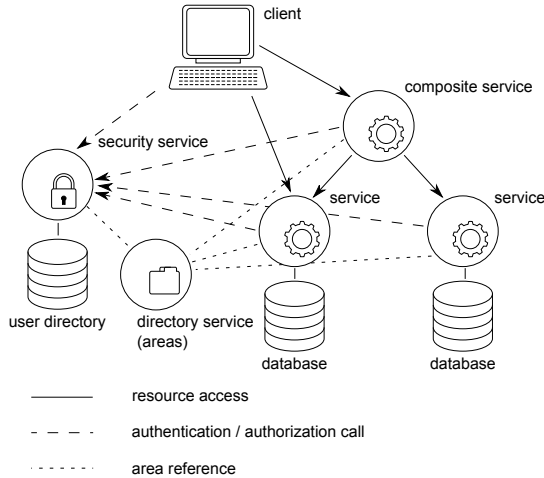 client
composite service
security service
service
service
user directory
directory service
(areas)
database
database
resource access
authentication / authorization call
area reference